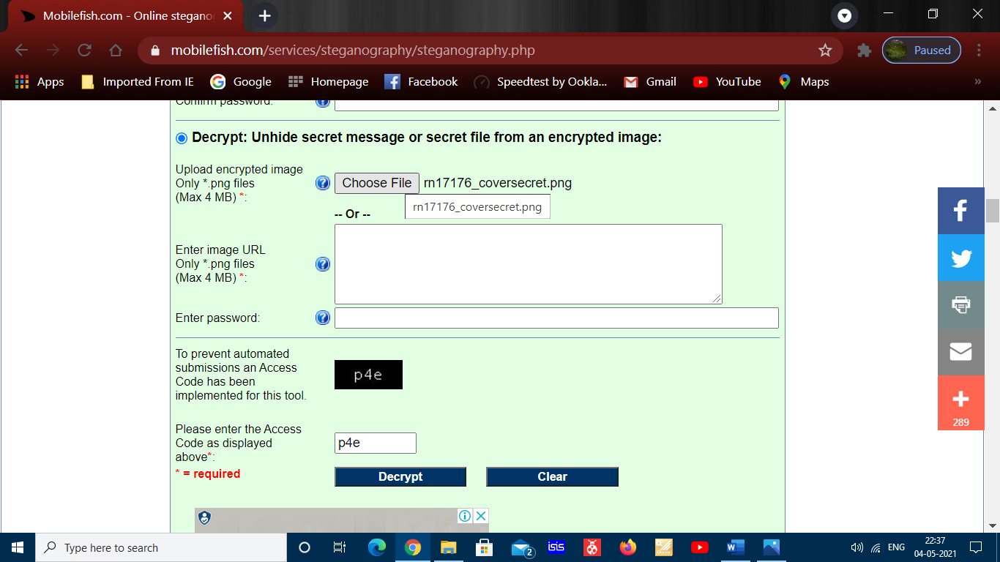 Mobilefish.com - Online stegano
mobilefish.com/services/steganography/steganography.php
Paused
Apps
Imported From IE
Google
Homepage
Facebook
Speedtest by Ookla...
Gmail
YouTube
Maps
»
Confirm password:
Decrypt: Unhide secret message or secret file from an encrypted image:
Upload encrypted image
Only *.png files
(Max 4 MB) *:
Choose File rn17176_coversecret.png
rn17176_coversecret.png
-- Or --
Enter image URL
Only *.png files
(Max 4 MB) *:
Enter password:
To prevent automated
submissions an Access
Code has been
implemented for this tool.
p4e
Please enter the Access
Code as displayed
above*:
p4e
* = required
Decrypt
Clear
289
Type here to search
2
isis
W
ENG
22:37
04-05-2021